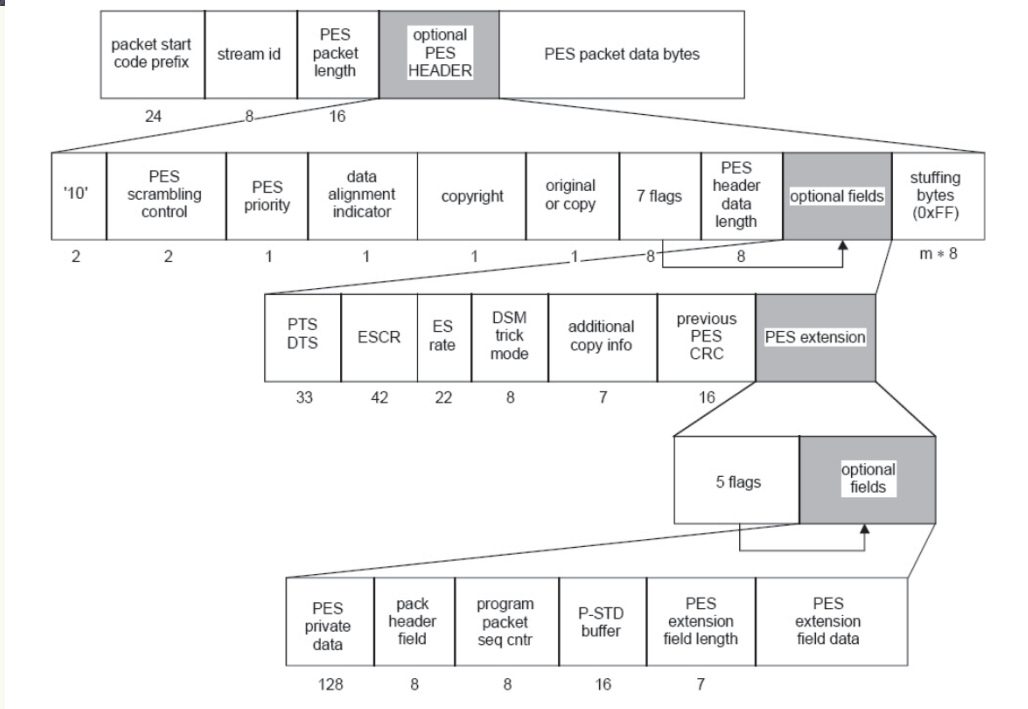 packet start
code prefix
stream id
PES
packet
length
optional
PES
HEADER
PES packet data bytes
24
8
16
'10'
PES
scrambling
control
PES
priority
data
alignment
indicator
copyright
original
or copy
7 flags
PES
header
data
length
optional fields
stuffing
bytes
(0xFF)
2
2
1
1
1
1
8
8
m * 8
PTS
DTS
ESCR
ES
rate
DSM
trick
mode
additional
copy info
previous
PES
CRC
PES extension
33
42
22
8
7
16
5 flags
optional
fields
PES
private
data
pack
header
field
program
packet
seq cntr
P-STD
buffer
PES
extension
field length
PES
extension
field data
128
8
8
16
7